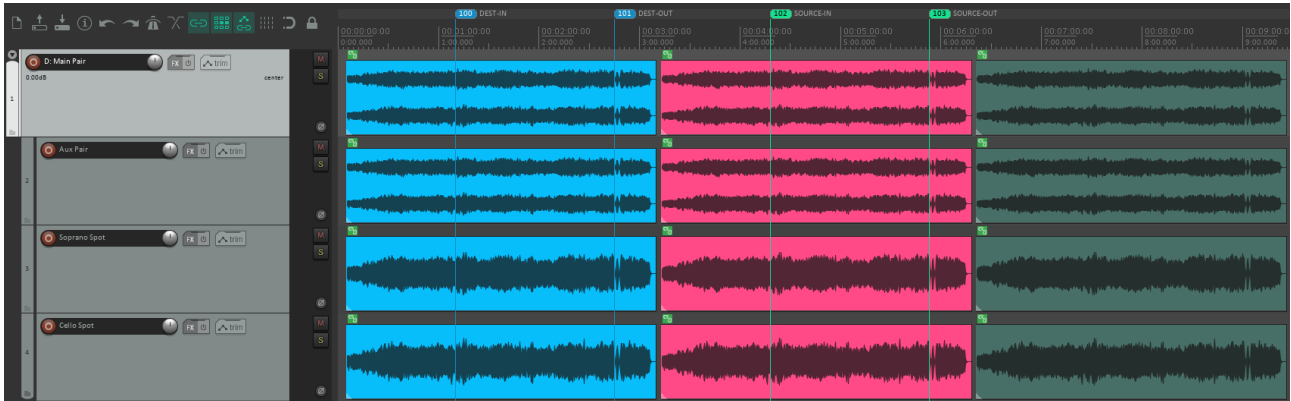 100 DEST-IN 101 DEST-OUT 102 SOURCE-IN 103 SOURCE-OUT
00:00:00:00 00:01:00:00 00:02:00:00 00:03:00:00 00:04:00:00 00:05:00:00 00:06:00:00 00:07:00:00 00:08:00:00 00:09:00:0
0:00.000 1:00.000 2:00.000 3:00.000 4:00.000 5:00.000 6:00.000 7:00.000 8:00.000 9:00.000
D: Main Pair FX trim M
0.00dB center S
1
Aux Pair FX trim M
S
2
Soprano Spot FX trim M
S
3
Cello Spot FX trim M
S
4